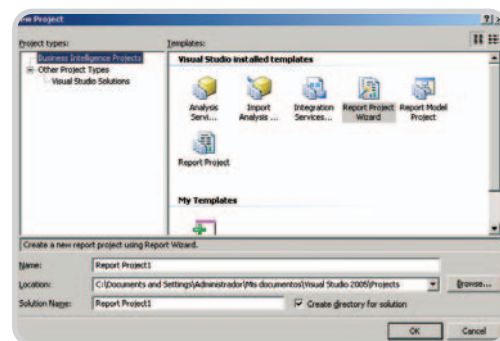 New Project
Project types:
Templates:
Business Intelligence Projects
Other Project Types
Visual Studio Solutions
Visual Studio installed templates
Analysis Servi...
Import Analysis ...
Integration Services...
Report Project Wizard
Report Model Project
Report Project
My Templates
Create a new report project using Report Wizard.
Name:
Report Project1
Location:
C:\Documents and Settings\Administrador\Mis documentos\Visual Studio 2005\Projects
Browse...
Solution Name:
Report Project1
Create directory for solution
OK
Cancel